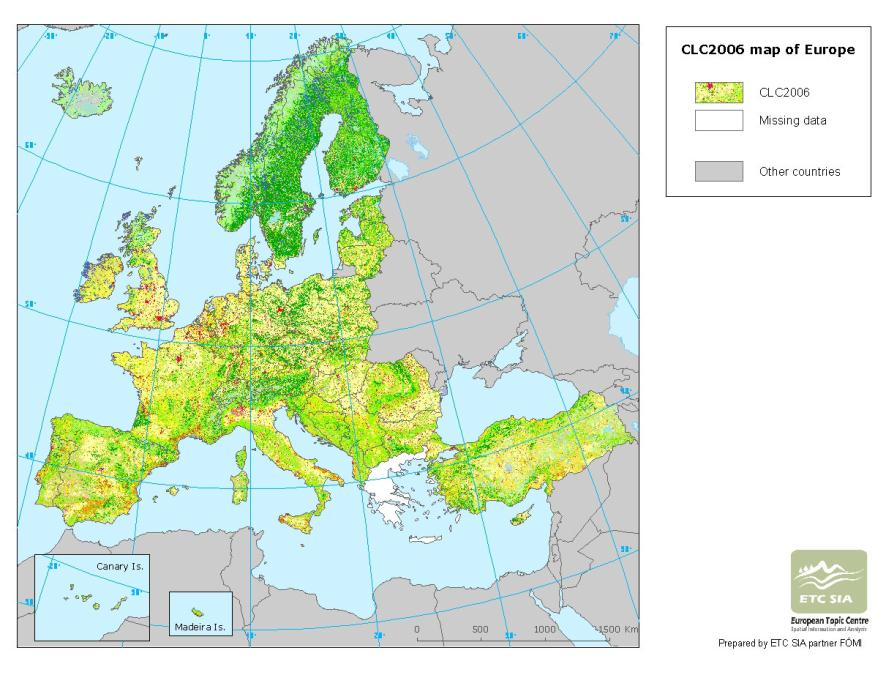 CLC2006 map of Europe
CLC2006
Missing data
Other countries
Canary Is.
Madeira Is.
0 500 1000 1500 Km
ETC SIA
European Topic Centre
Spatial Information and Analysis
Prepared by ETC SIA partner FÖMI